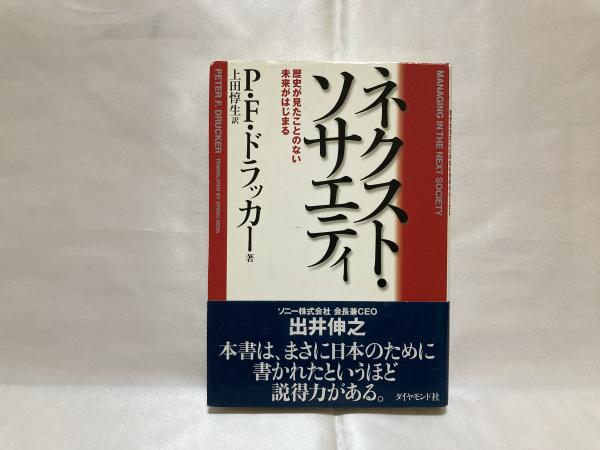 MANAGING IN THE NEXT SOCIETY
ネクスト・
ソサエティ
歴史が見たことのない
未来がはじまる
P・F・ドラッカー 著
上田惇生 訳
PETER F. DRUCKER TRANSLATED BY ATSUO UEDA
ソニー株式会社 会長兼CEO
出井伸之
本書は、まさに日本のために
書かれたというほど
説得力がある。
ダイヤモンド社